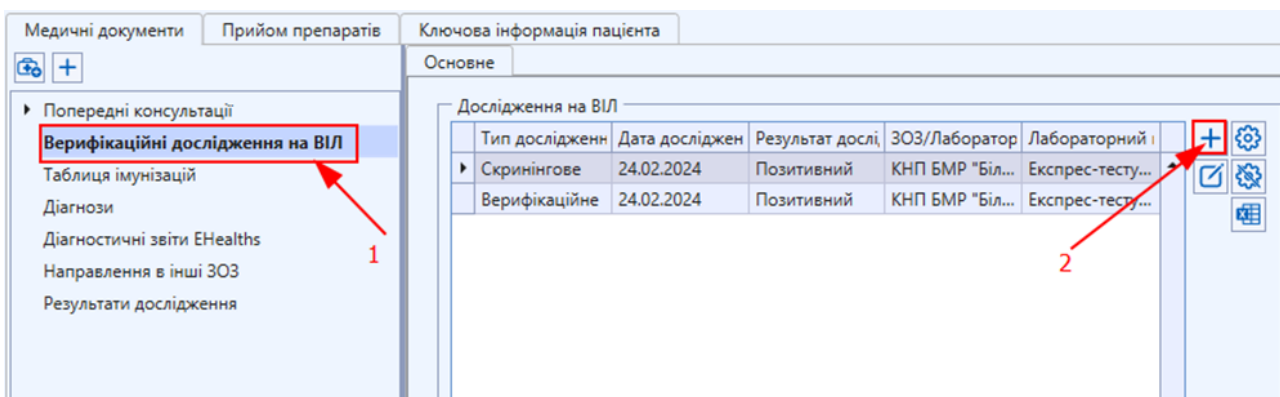 Медичні документи Прийом препаратів Ключова інформація пацієнта
Основне
Попередні консультації
Верифікаційні дослідження на ВІЛ
Таблиця імунізацій
Діагнози
Діагностичні звіти EHealths
Направлення в інші ЗОЗ
Результати дослідження
1
Дослідження на ВІЛ
Тип дослідженн Дата досліджен Результат дослі, ЗОЗ/Лаборатор Лабораторний
Скринінгове 24.02.2024 Позитивний КНП БМР "Біл... Експрес-тесту...
Верифікаційне 24.02.2024 Позитивний КНП БМР "Біл... Експрес-тесту...
2